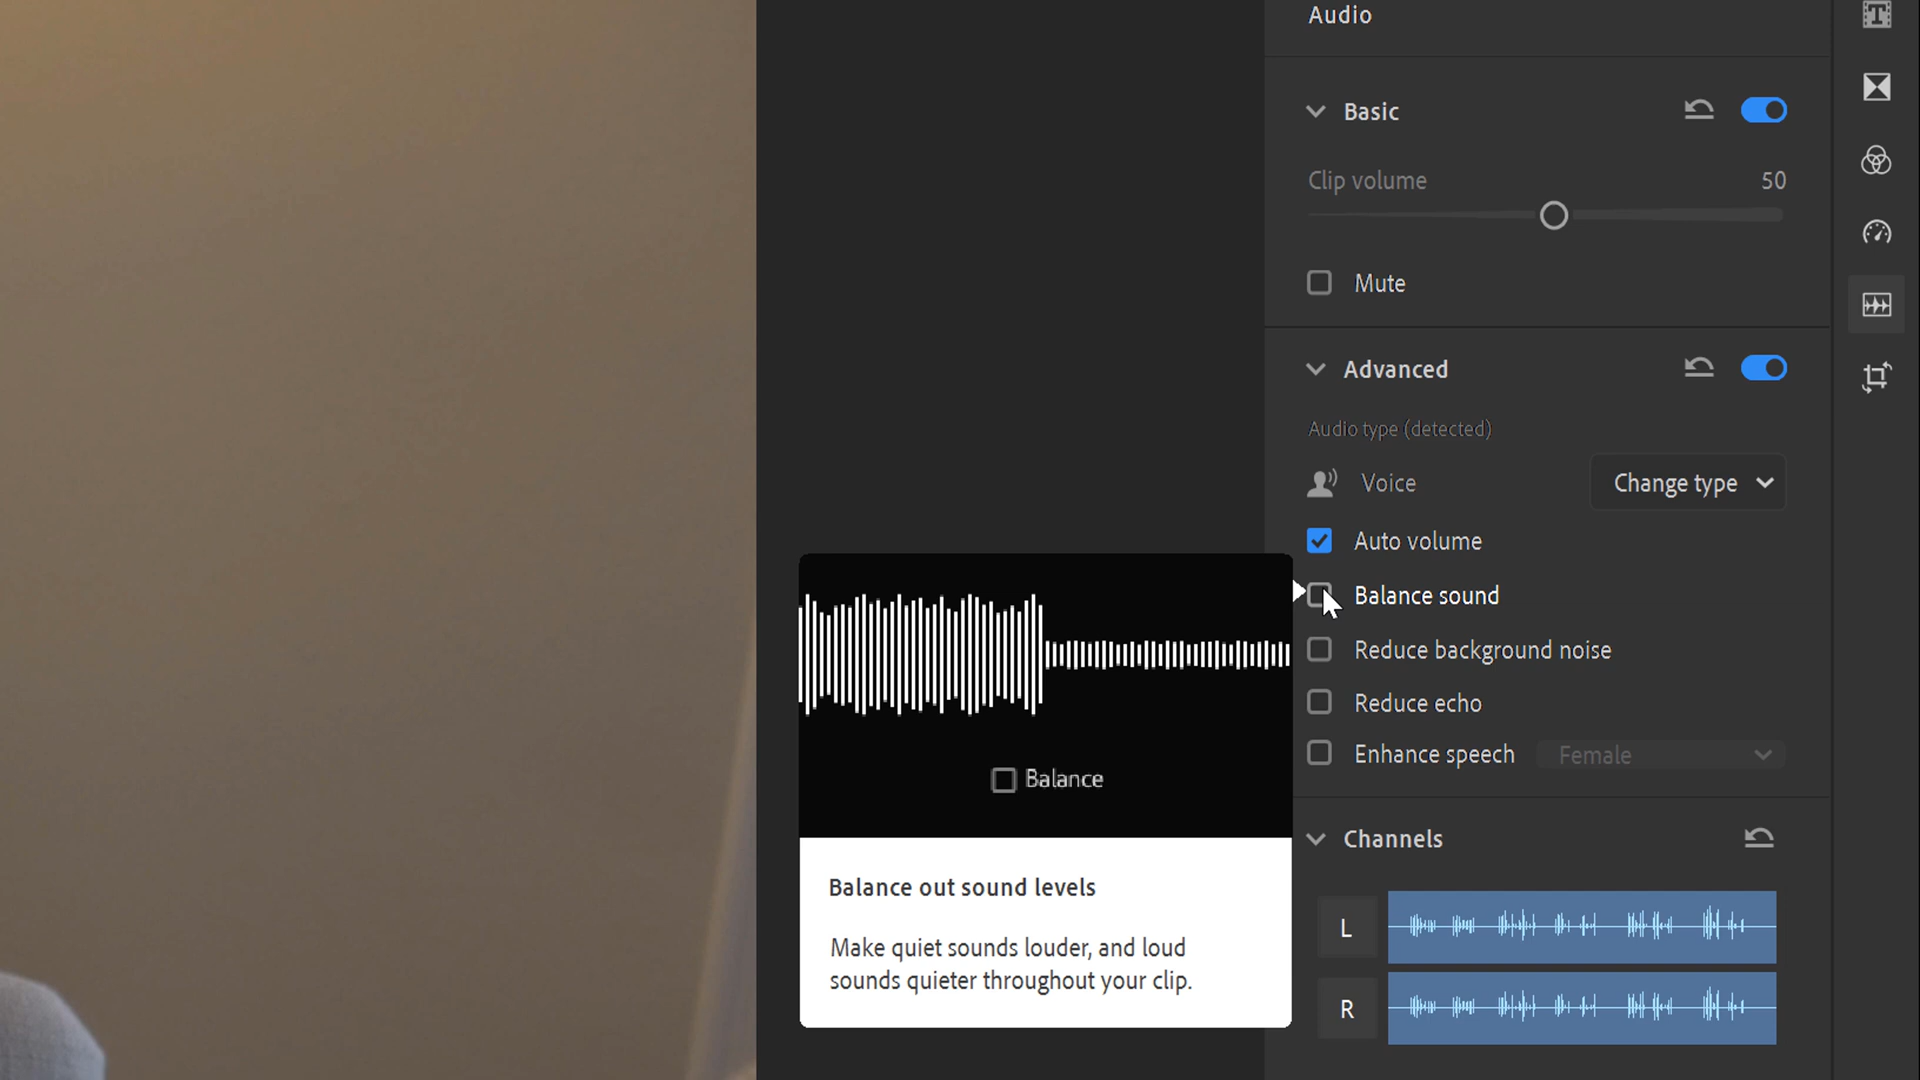 Audio
Basic
Clip volume 50
Mute
Advanced
Audio type (detected)
Voice Change type
Auto volume
Balance sound
Reduce background noise
Reduce echo
Enhance speech Female
Balance
Balance out sound levels
Make quiet sounds louder, and loud
sounds quieter throughout your clip.
Channels
L
R